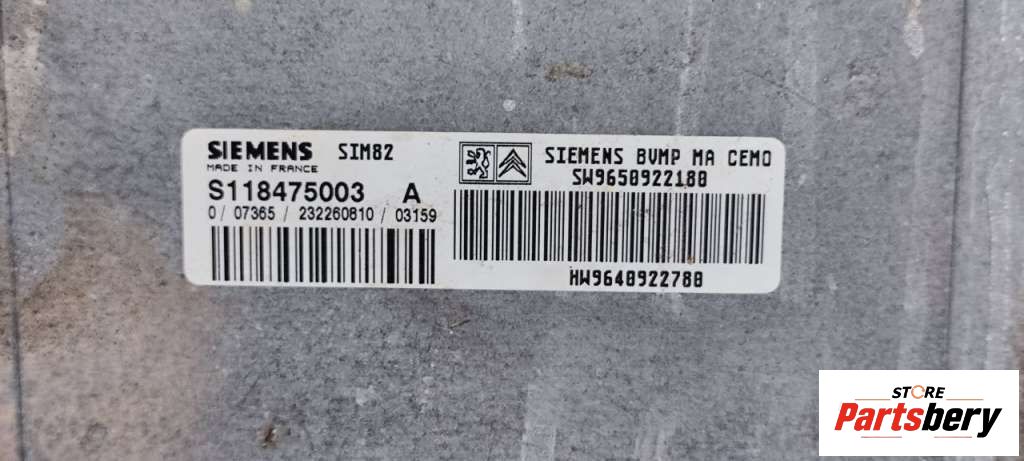 SIEMENS SIM82
MADE IN FRANCE
S118475003 A
0/ 07365 / 232260810 / 03159
SIEMENS BVMP MA CEMO
SW9650922180
HW9640922780
STORE
Partsbery